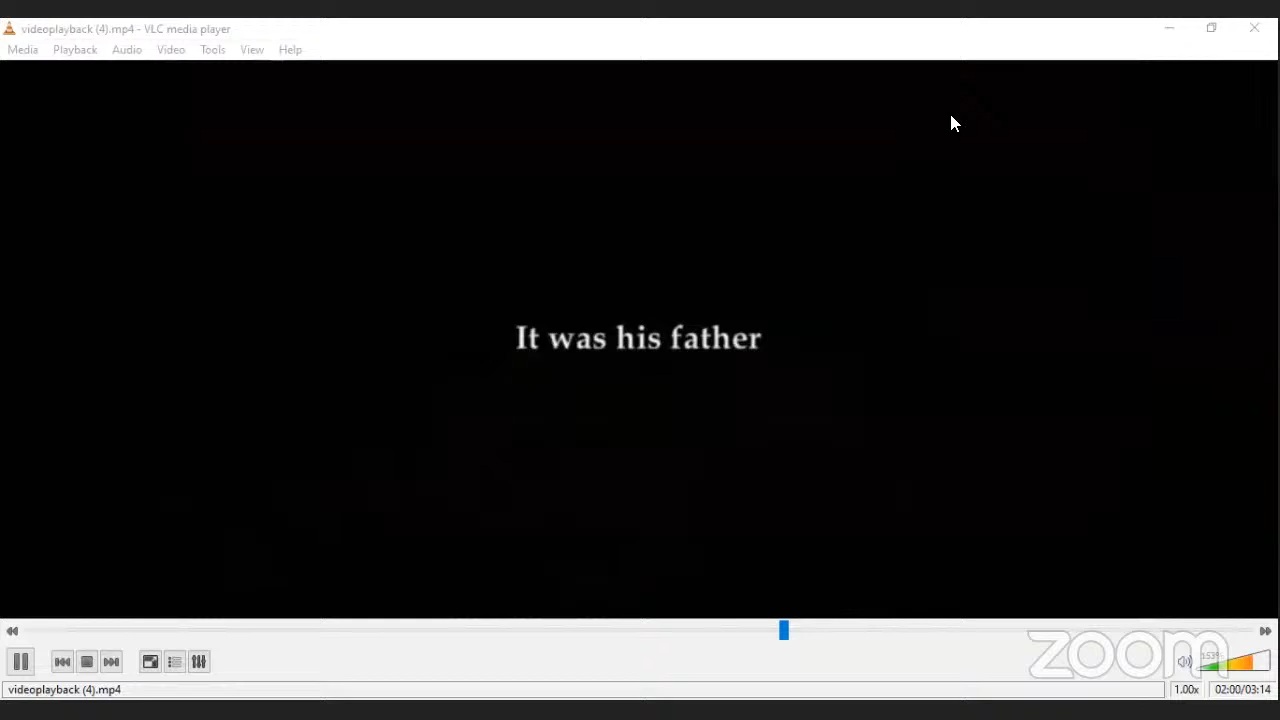 videoplayback (4).mp4 - VLC media player
Media Playback Audio Video Tools View Help
It was his father
zoom
153%
videoplayback (4).mp4
1.00x
02:00/03:14